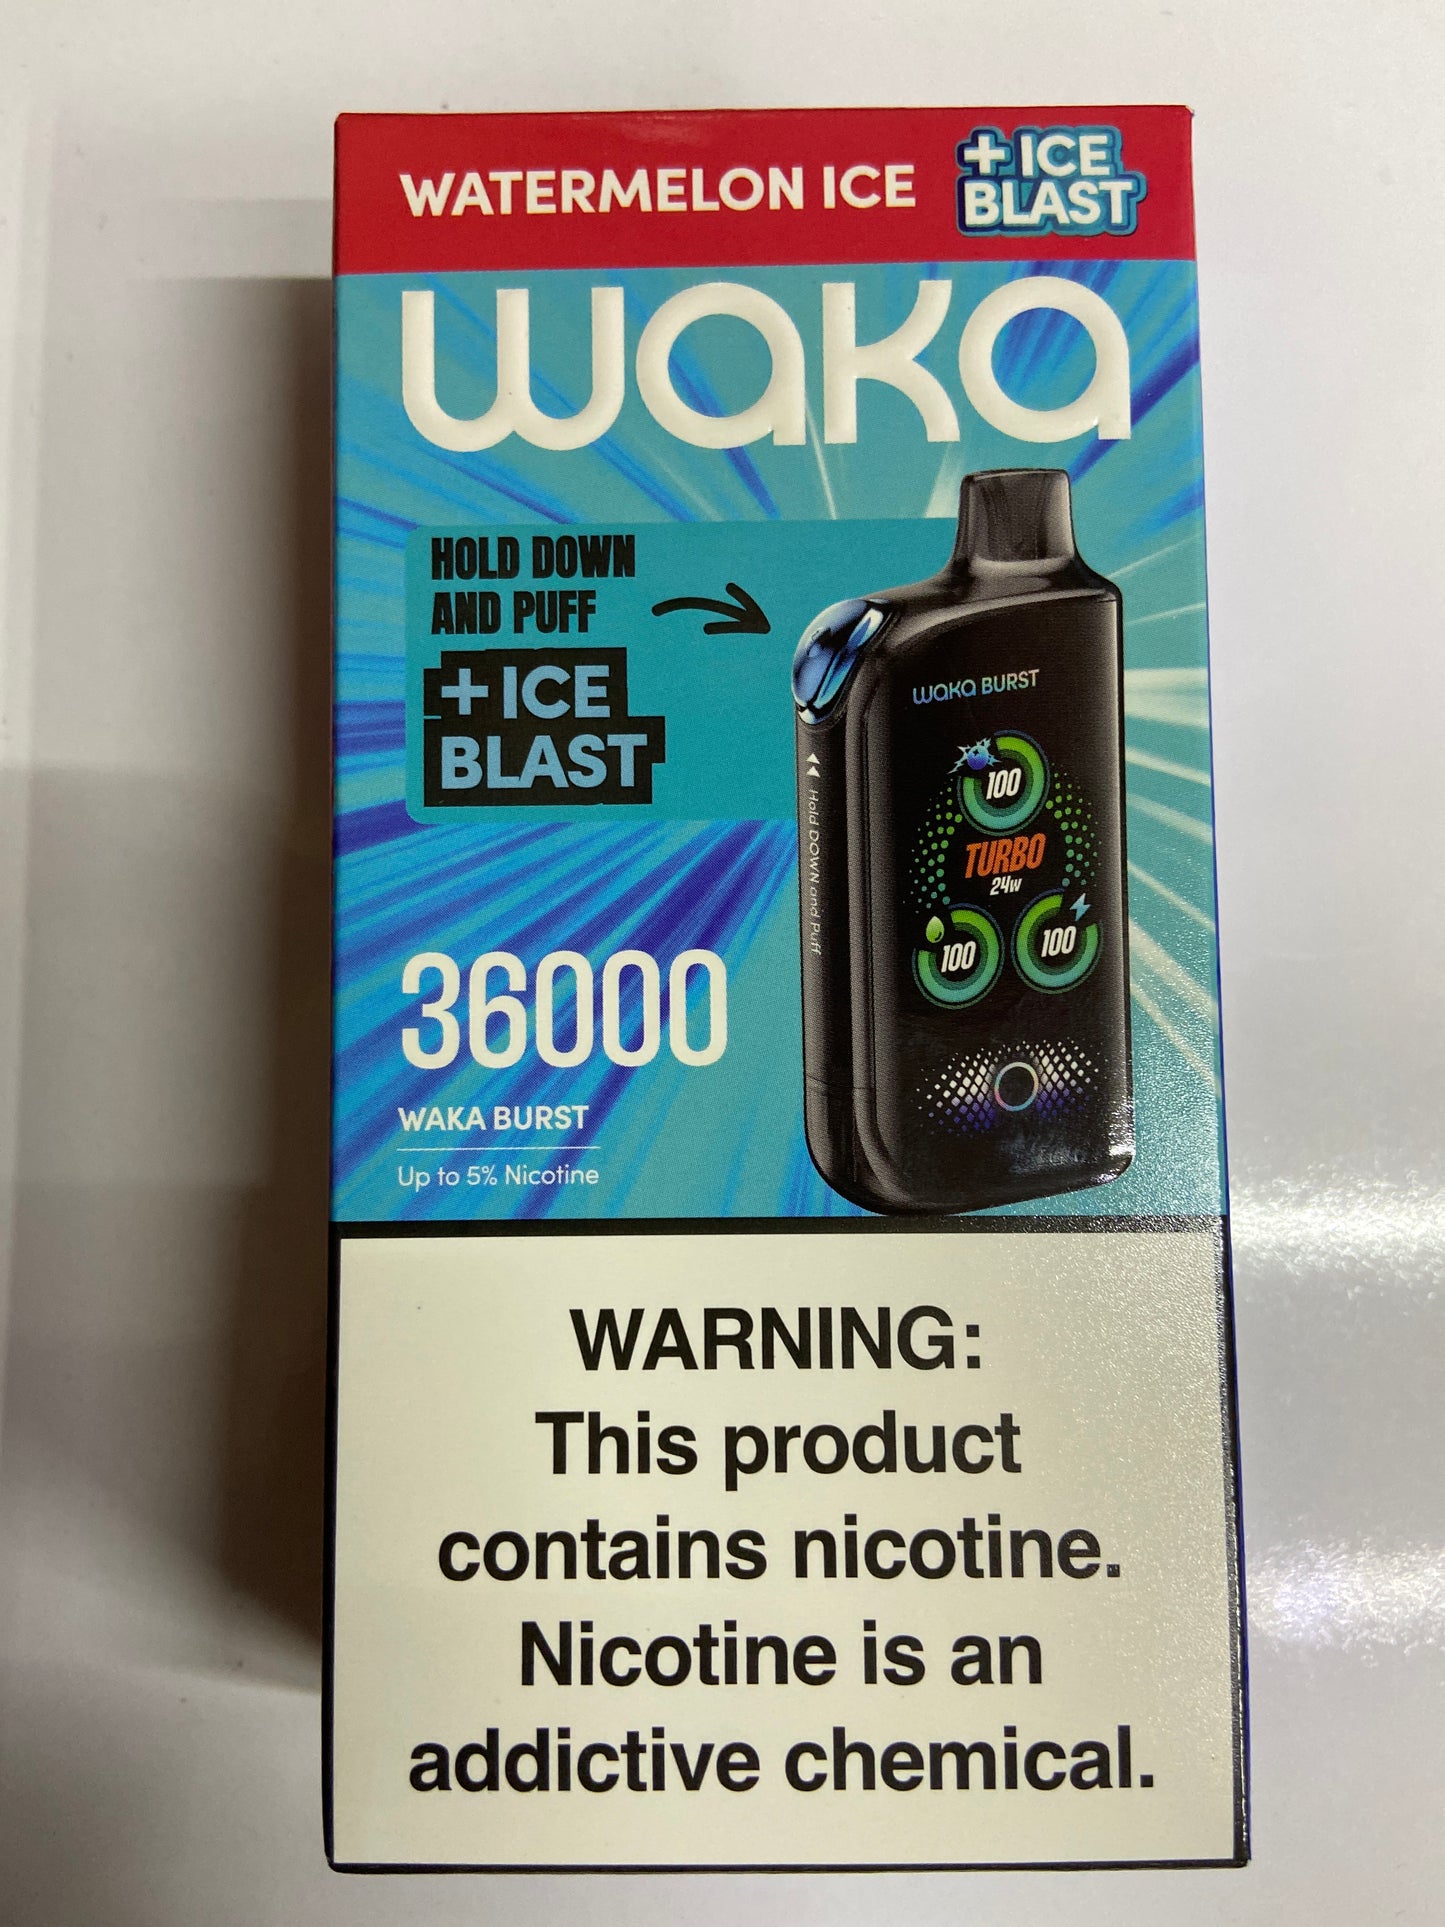 WATERMELON ICE
+ ICE
BLAST
waka
HOLD DOWN
AND PUFF
+ ICE
BLAST
waka BURST
100
TURBO
24w
100
100
Hold DOWN and Puff
36000
WAKA BURST
Up to 5% Nicotine
WARNING:
This product
contains nicotine.
Nicotine is an
addictive chemical.